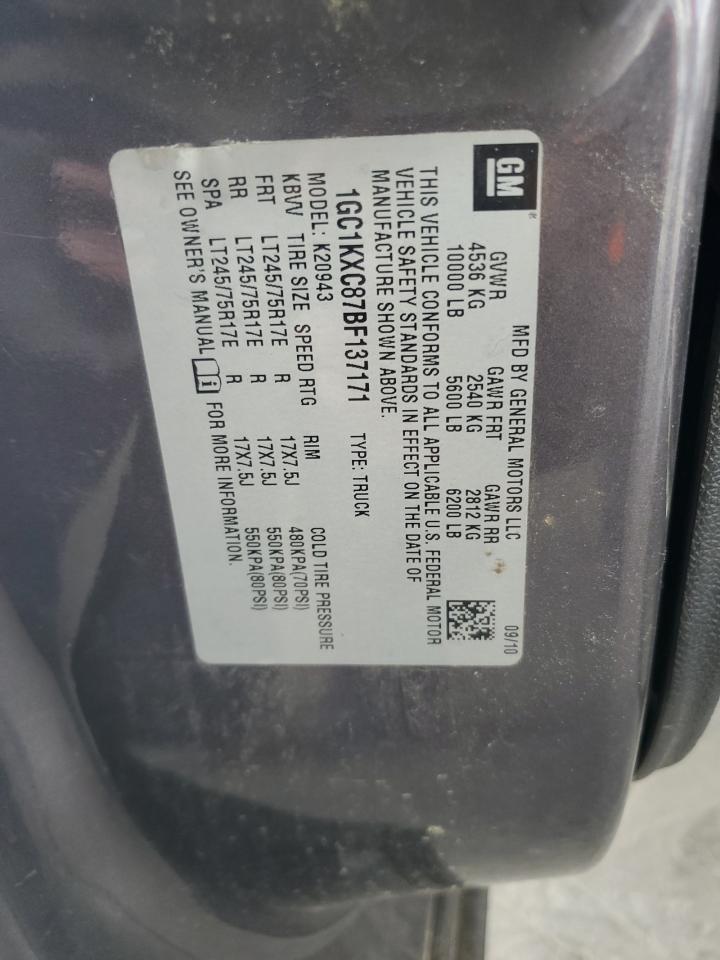 GM
MFD BY GENERAL MOTORS LLC 09/10
GVWR GAWR FRT GAWR RR
4536 KG 2540 KG 2812 KG
10000 LB 5600 LB 6200 LB
THIS VEHICLE CONFORMS TO ALL APPLICABLE U.S. FEDERAL MOTOR
VEHICLE SAFETY STANDARDS IN EFFECT ON THE DATE OF
MANUFACTURE SHOWN ABOVE.
1GC1KXC87BF137171 TYPE: TRUCK
MODEL: K20943
KBVV TIRE SIZE SPEED RTG RIM COLD TIRE PRESSURE
FRT LT245/75R17E R 17X7.5J 480KPA(70PSI)
RR LT245/75R17E R 17X7.5J 550KPA(80PSI)
SPA LT245/75R17E R 17X7.5J 550KPA(80PSI)
SEE OWNER'S MANUAL FOR MORE INFORMATION.